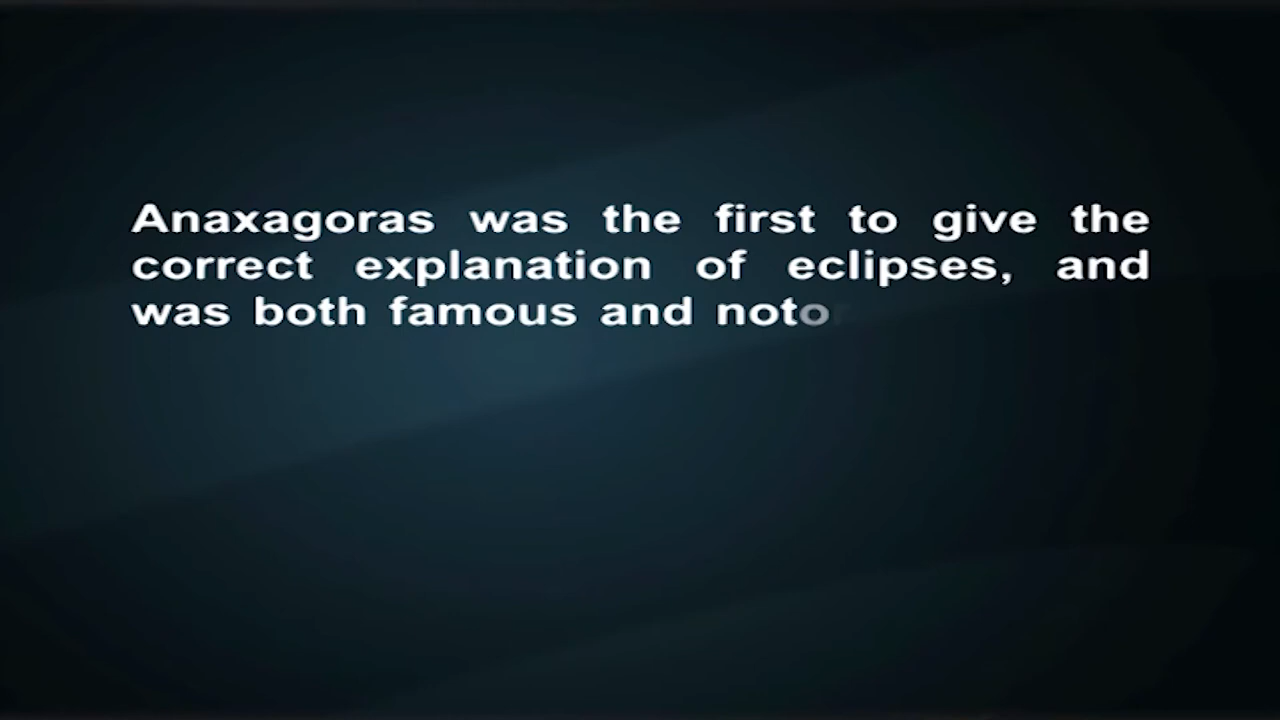 Anaxagoras was the first to give the
correct explanation of eclipses, and
was both famous and noto